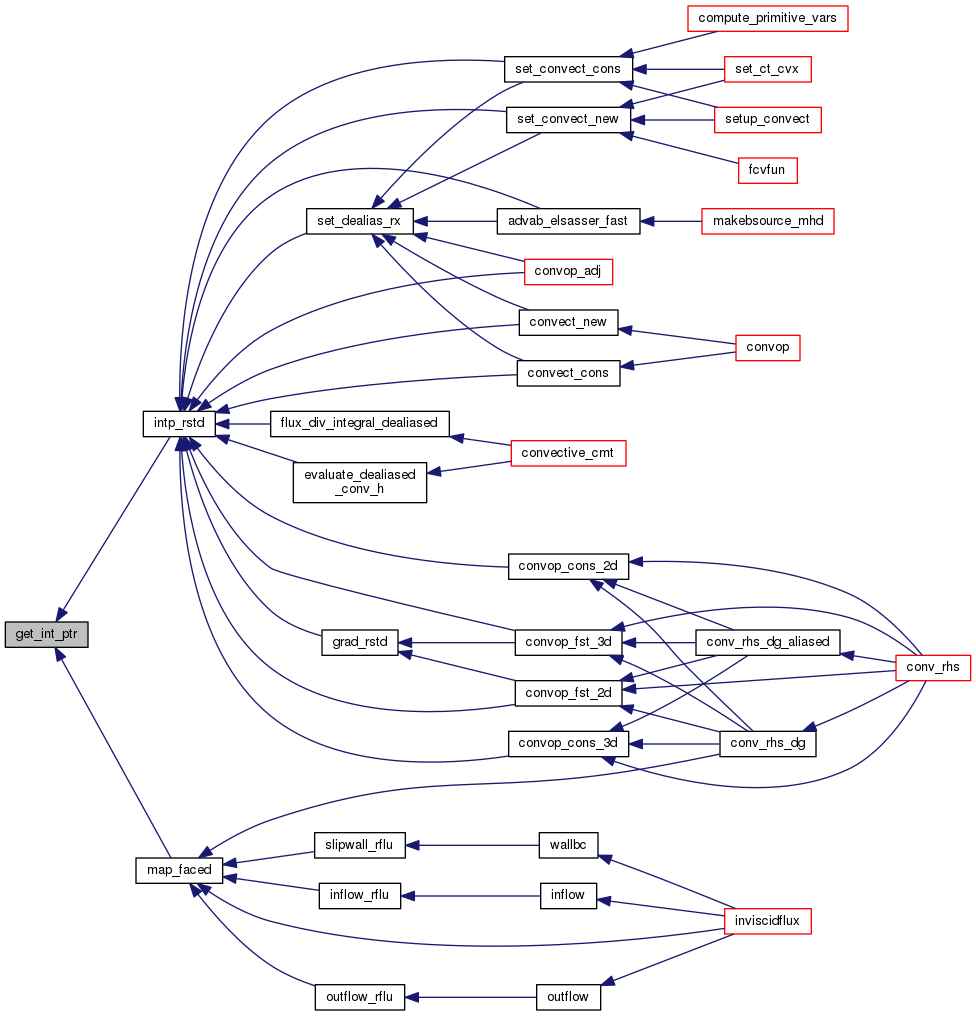 compute_primitive_vars
set_convect_cons
set_ct_cvx
set_convect_new
setup_convect
fcvfun
set_dealias_rx
advab_elsasser_fast
makebsource_mhd
convop_adj
convect_new
convop
convect_cons
intp_rstd
flux_div_integral_dealiased
convective_cmt
evaluate_dealiased
_conv_h
convop_cons_2d
get_int_ptr
grad_rstd
convop_fst_3d
conv_rhs_dg_aliased
conv_rhs
convop_fst_2d
convop_cons_3d
conv_rhs_dg
slipwall_rflu
wallbc
map_faced
inflow_rflu
inflow
inviscidflux
outflow_rflu
outflow